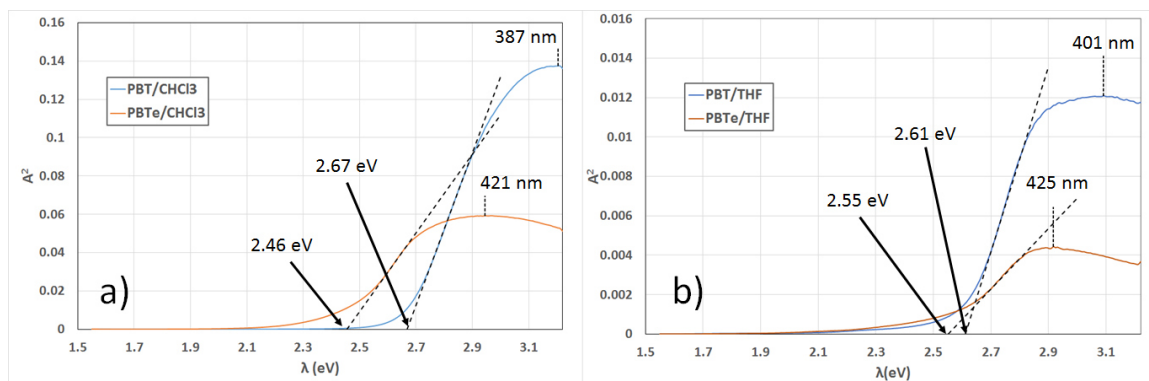 0.16
0.14
0.12
0.1
0.08
0.06
0.04
0.02
0
A²
1.5 1.7 1.9 2.1 2.3 2.5 2.7 2.9 3.1
λ (eV)
PBT/CHCl3
PBTe/CHCl3
387 nm
2.67 eV
421 nm
2.46 eV
a)
0.016
0.014
0.012
0.01
0.008
0.006
0.004
0.002
0
A²
1.5 1.7 1.9 2.1 2.3 2.5 2.7 2.9 3.1
λ(eV)
PBT/THF
PBTe/THF
401 nm
2.61 eV
425 nm
2.55 eV
b)